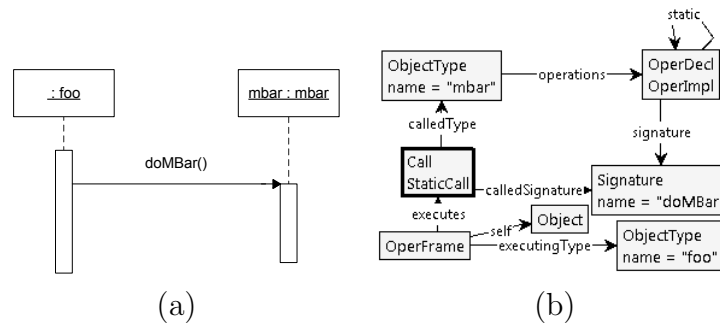 : foo
mbar : mbar
doMBar()
(a)
static
ObjectType
name = "mbar"
operations
OperDecl
OperImpl
calledType
signature
Call
StaticCall
calledSignature
Signature
name = "doMBar
executes
self
Object
OperFrame
executingType
ObjectType
name = "foo"
(b)